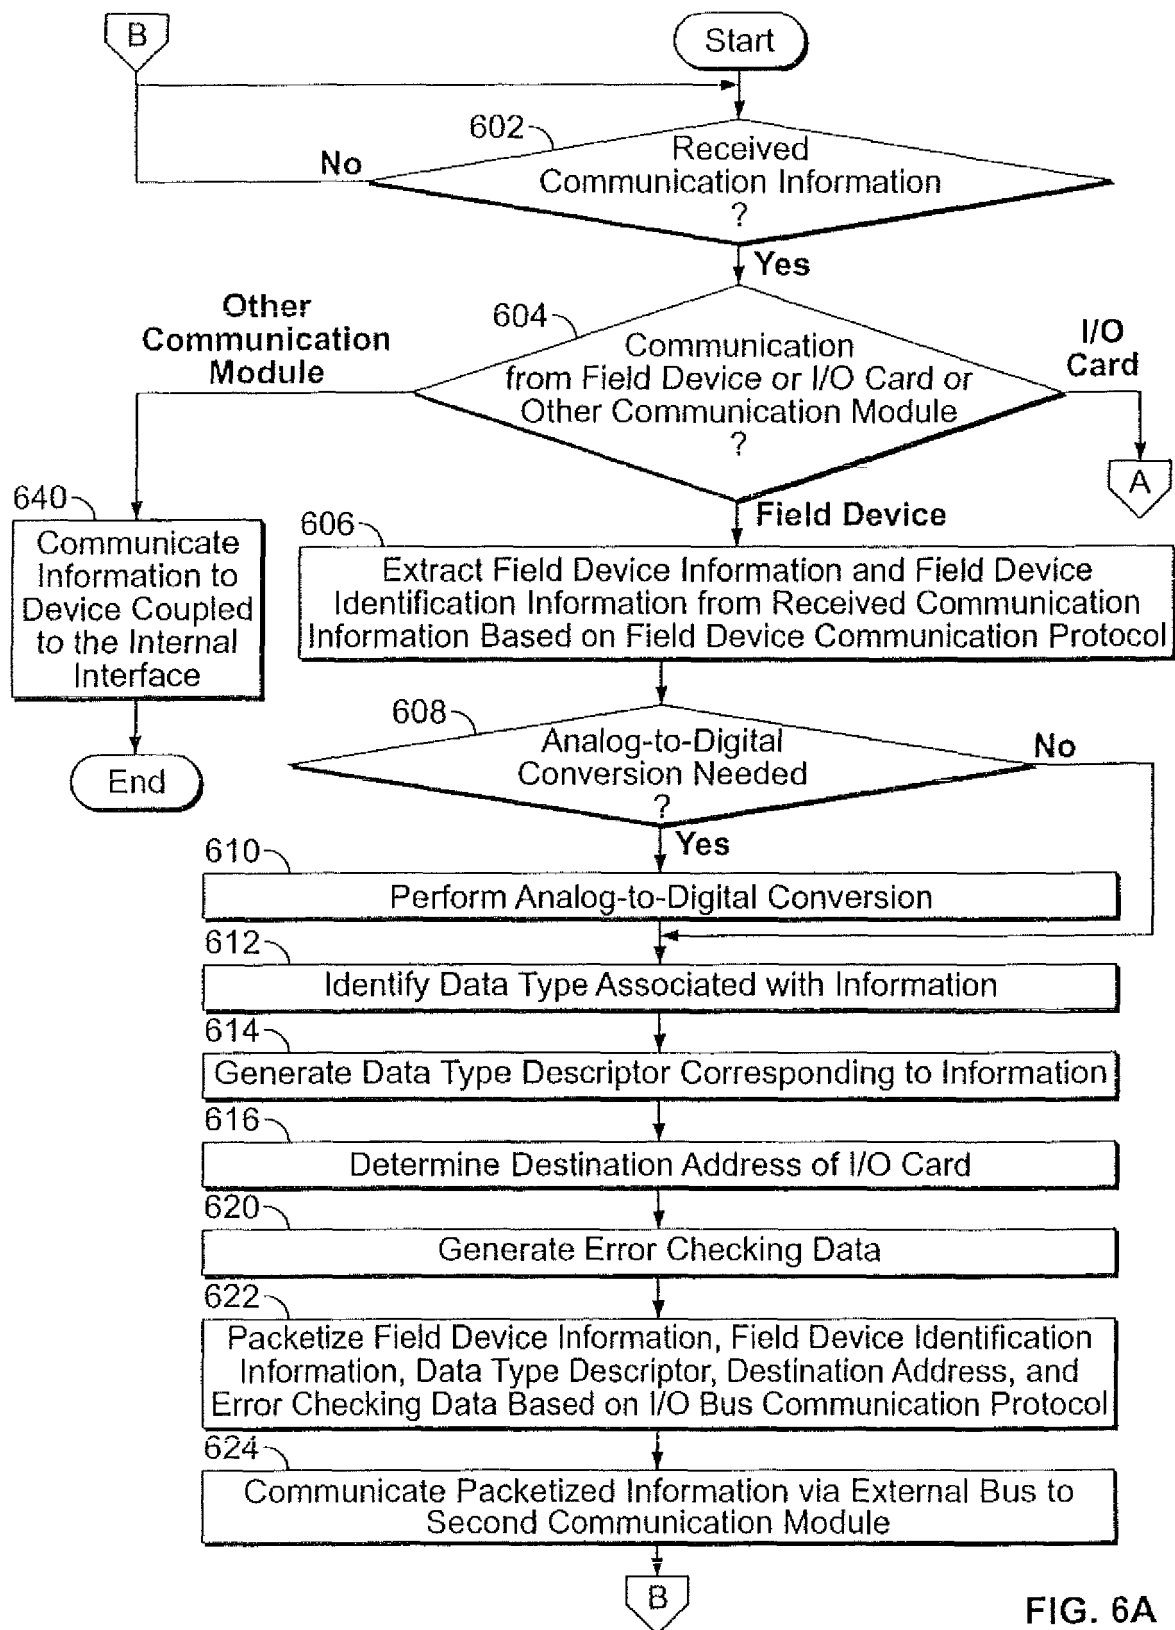 B
Start
602
Received
Communication Information
?
No
Yes
Other
Communication
Module
604
Communication
from Field Device or I/O Card or
Other Communication Module
?
I/O
Card
A
640
Communicate
Information to
Device Coupled
to the Internal
Interface
End
Field Device
606
Extract Field Device Information and Field Device
Identification Information from Received Communication
Information Based on Field Device Communication Protocol
608
Analog-to-Digital
Conversion Needed
?
No
Yes
610
Perform Analog-to-Digital Conversion
612
Identify Data Type Associated with Information
614
Generate Data Type Descriptor Corresponding to Information
616
Determine Destination Address of I/O Card
620
Generate Error Checking Data
622
Packetize Field Device Information, Field Device Identification
Information, Data Type Descriptor, Destination Address, and
Error Checking Data Based on I/O Bus Communication Protocol
624
Communicate Packetized Information via External Bus to
Second Communication Module
B
FIG. 6A